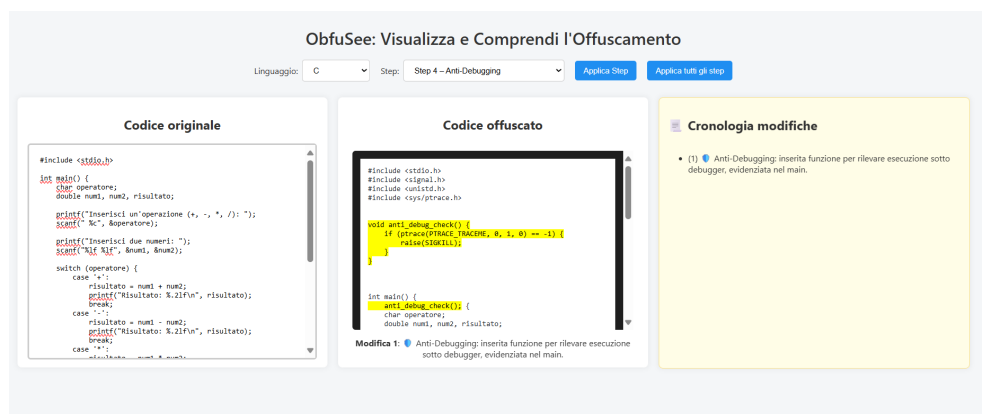 ObfuSee: Visualizza e Comprendi l'Offuscamento
Linguaggio: C Step: Step 4 – Anti-Debugging Applica Step Applica tutti gli step
Codice originale
#include <stdio.h>
int main() {
char operatore;
double num1, num2, risultato;
printf("Inserisci un'operazione (+, -, *, /): ");
scanf(" %c", &operatore);
printf("Inserisci due numeri: ");
scanf("%lf %lf", &num1, &num2);
switch (operatore) {
case '+':
risultato = num1 + num2;
printf("Risultato: %.2lf\n", risultato);
break;
case '-':
risultato = num1 - num2;
printf("Risultato: %.2lf\n", risultato);
break;
case '*':
risultato = num1 * num2;
Codice offuscato
#include <stdio.h>
#include <signal.h>
#include <unistd.h>
#include <sys/ptrace.h>
void anti_debug_check() {
if (ptrace(PTRACE_TRACEME, 0, 1, 0) == -1) {
raise(SIGKILL);
}
}
int main() {
anti_debug_check(); {
char operatore;
double num1, num2, risultato;
Modifica 1: 🛡️ Anti-Debugging: inserita funzione per rilevare esecuzione
sotto debugger, evidenziata nel main.
Cronologia modifiche
• (1) 🛡️ Anti-Debugging: inserita funzione per rilevare esecuzione sotto
debugger, evidenziata nel main.